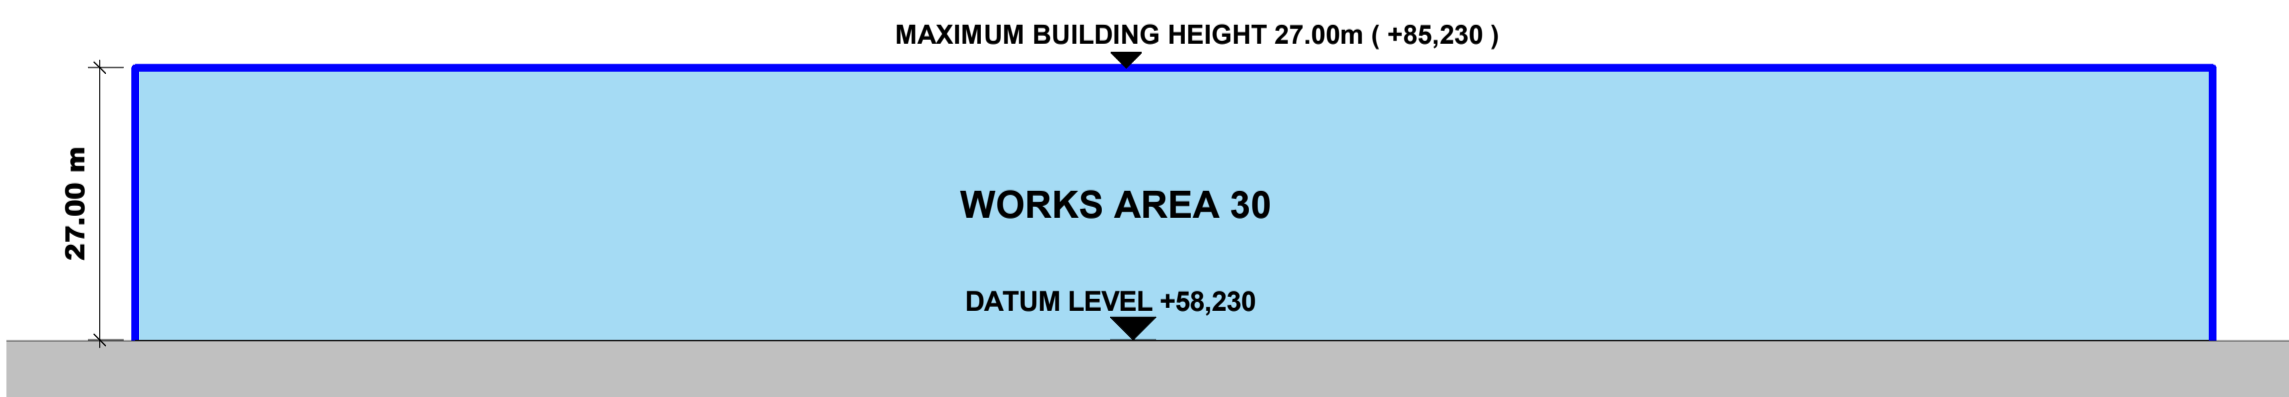 MAXIMUM BUILDING HEIGHT 27.00m ( +85,230 )
27.00 m
WORKS AREA 30
DATUM LEVEL +58,230